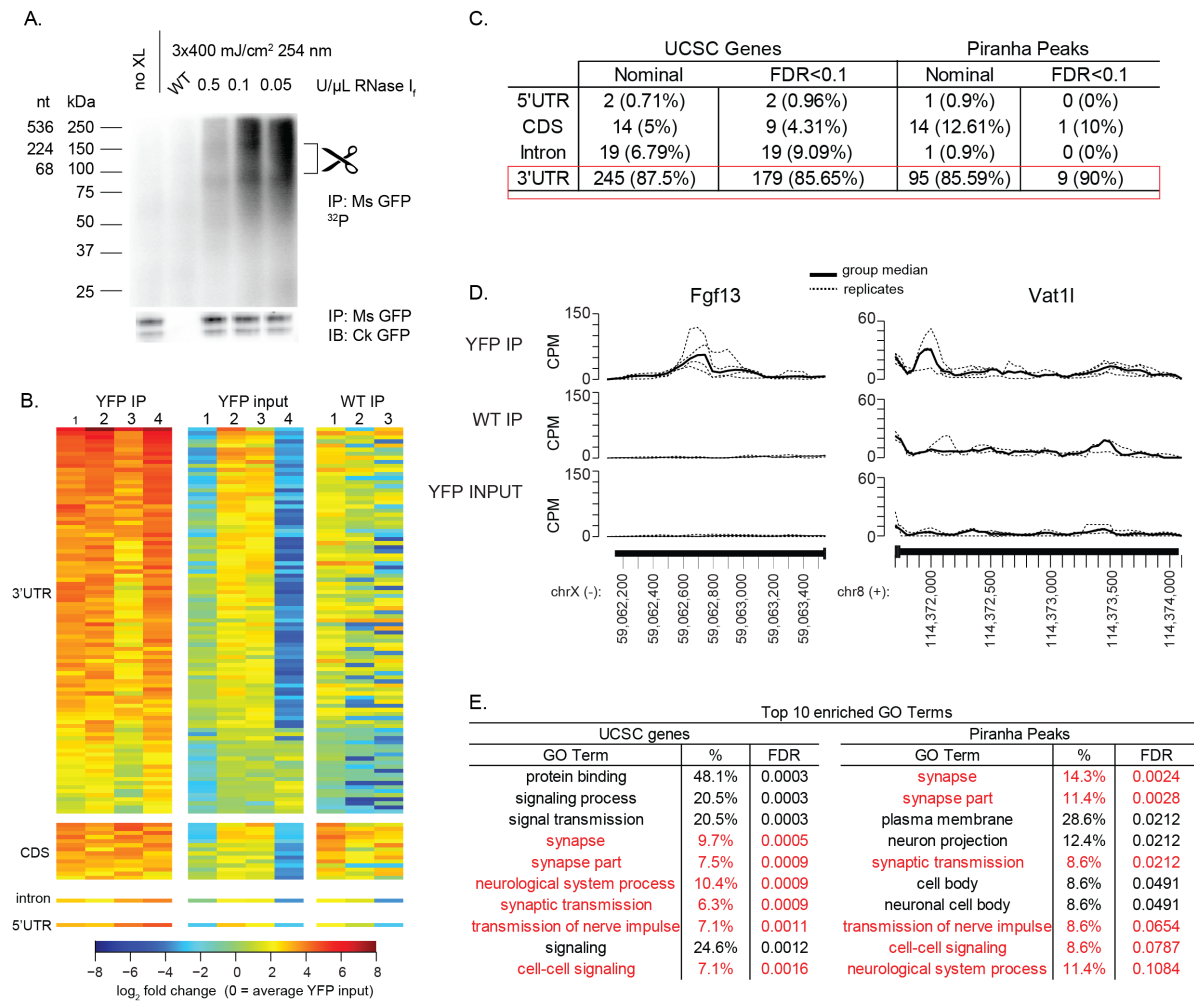 A.
no XL
3x400 mJ/cm2 254 nm
WT 0.5 0.1 0.05 U/µL RNase If
nt kDa
536 250
224 150
68 100
75
50
37
25
IP: Ms GFP
32P
IP: Ms GFP
IB: Ck GFP
B.
YFP IP YFP input WT IP
1 2 3 4 1 2 3 4 1 2 3
3'UTR
CDS
intron
5'UTR
−8 −6 −4 −2 0 2 4 6 8
log2 fold change (0 = average YFP input)
C.
UCSC Genes Piranha Peaks
Nominal FDR<0.1 Nominal FDR<0.1
5'UTR 2 (0.71%) 2 (0.96%) 1 (0.9%) 0 (0%)
CDS 14 (5%) 9 (4.31%) 14 (12.61%) 1 (10%)
Intron 19 (6.79%) 19 (9.09%) 1 (0.9%) 0 (0%)
3'UTR 245 (87.5%) 179 (85.65%) 95 (85.59%) 9 (90%)
D.
group median
replicates
Fgf13 Vat1l
YFP IP CPM 150 0 60 0
WT IP CPM 150 0 60 0
YFP INPUT CPM 150 0 60 0
chrX (-): 59,062,200 59,062,400 59,062,600 59,062,800 59,063,000 59,063,200 59,063,400
chr8 (+): 114,372,000 114,372,500 114,373,000 114,373,500 114,374,000
E.
Top 10 enriched GO Terms
UCSC genes Piranha Peaks
GO Term % FDR GO Term % FDR
protein binding 48.1% 0.0003 synapse 14.3% 0.0024
signaling process 20.5% 0.0003 synapse part 11.4% 0.0028
signal transmission 20.5% 0.0003 plasma membrane 28.6% 0.0212
synapse 9.7% 0.0005 neuron projection 12.4% 0.0212
synapse part 7.5% 0.0009 synaptic transmission 8.6% 0.0212
neurological system process 10.4% 0.0009 cell body 8.6% 0.0491
synaptic transmission 6.3% 0.0009 neuronal cell body 8.6% 0.0491
transmission of nerve impulse 7.1% 0.0011 transmission of nerve impulse 8.6% 0.0654
signaling 24.6% 0.0012 cell-cell signaling 8.6% 0.0787
cell-cell signaling 7.1% 0.0016 neurological system process 11.4% 0.1084